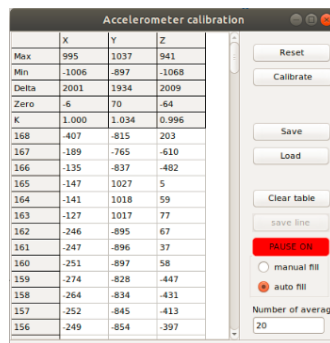 Accelerometer calibration
X Y Z
Max 995 1037 941
Min -1006 -897 -1068
Delta 2001 1934 2009
Zero -6 70 -64
K 1.000 1.034 0.996
168 -407 -815 203
167 -189 -765 -610
166 -135 -837 -482
165 -147 1027 5
164 -141 1018 59
163 -127 1017 77
162 -246 -895 67
161 -247 -896 37
160 -251 -897 58
159 -274 -828 -447
158 -264 -834 -431
157 -252 -845 -413
156 -249 -854 -397
Reset
Calibrate
Save
Load
Clear table
save line
PAUSE ON
manual fill
auto fill
Number of averag
20